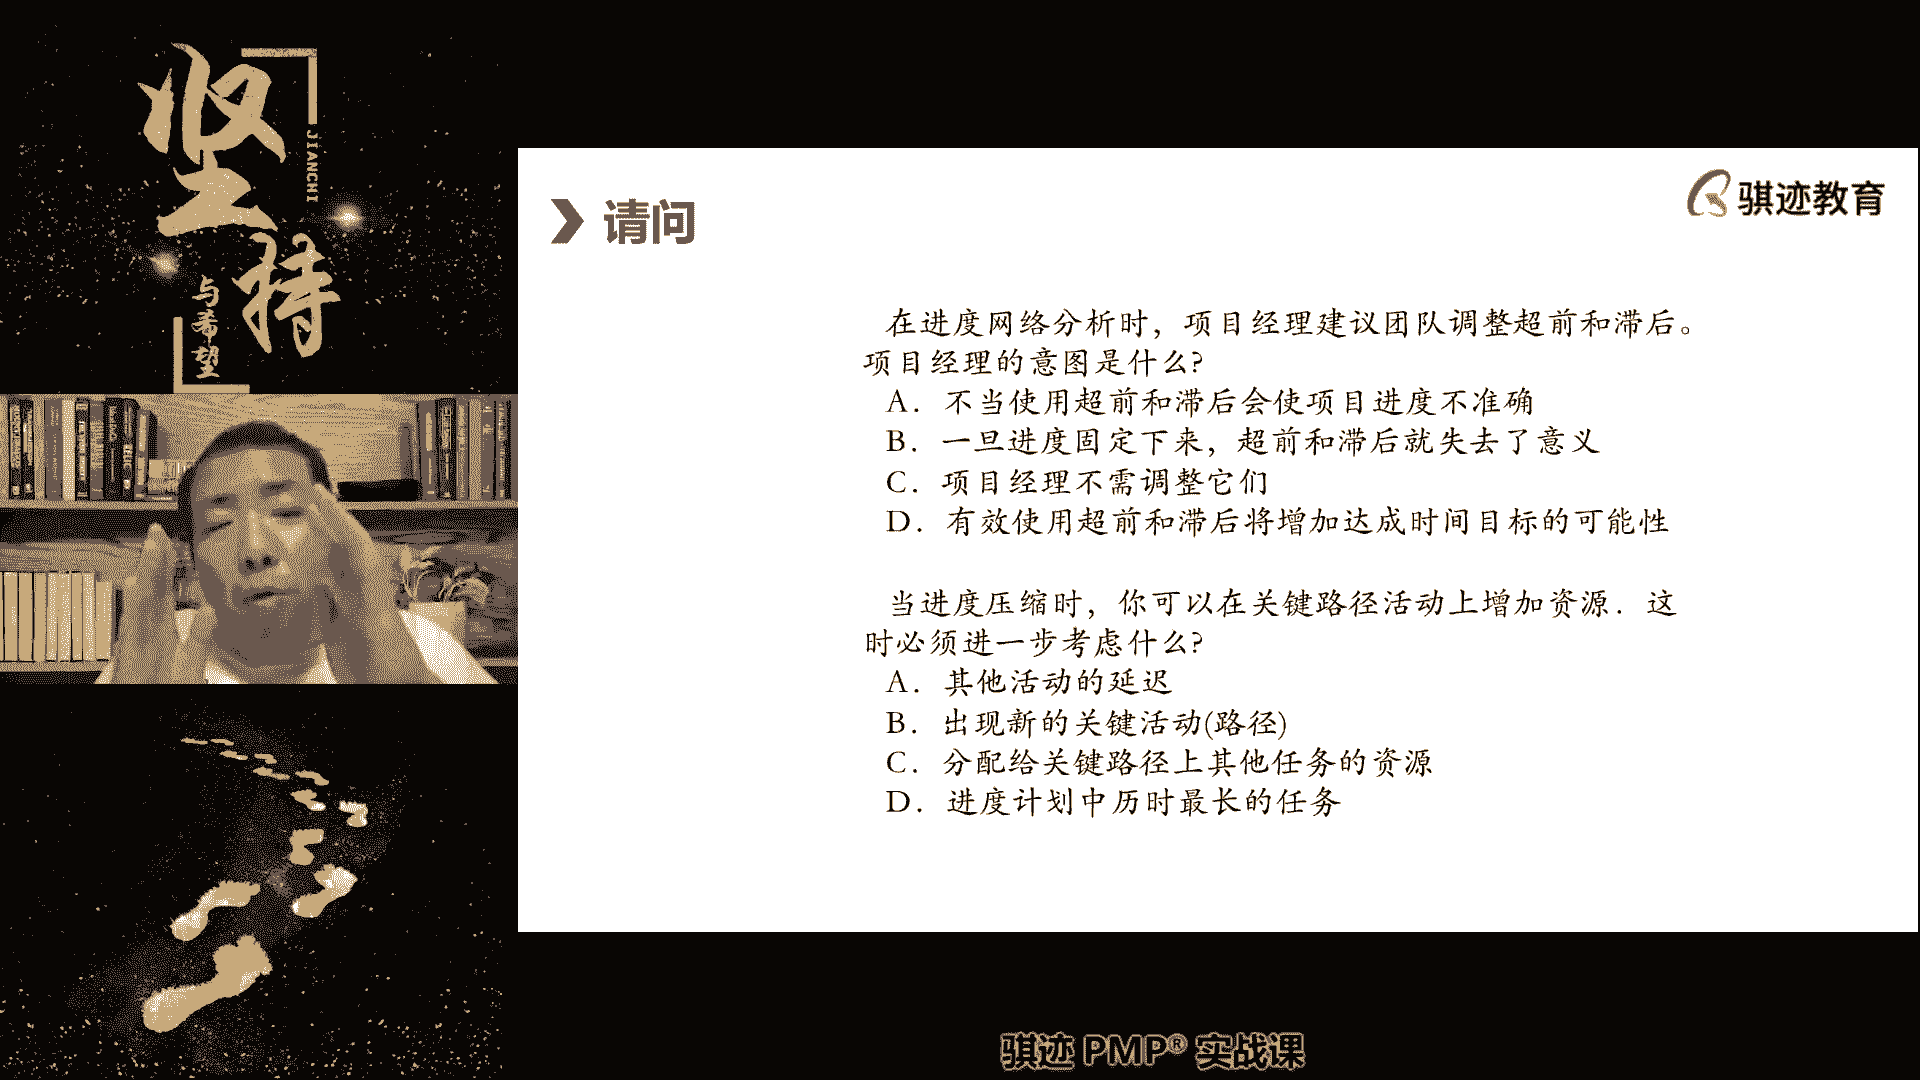 坚持
JIANCHI
与希望
请问
骐迹教育
在进度网络分析时，项目经理建议团队调整超前和滞后。
项目经理的意图是什么?
A．不当使用超前和滞后会使项目进度不准确
B．一旦进度固定下来，超前和滞后就失去了意义
C．项目经理不需调整它们
D．有效使用超前和滞后将增加达成时间目标的可能性
当进度压缩时，你可以在关键路径活动上增加资源．这
时必须进一步考虑什么?
A．其他活动的延迟
B．出现新的关键活动(路径)
C．分配给关键路径上其他任务的资源
D．进度计划中历时最长的任务
骐迹 PMP® 实战课